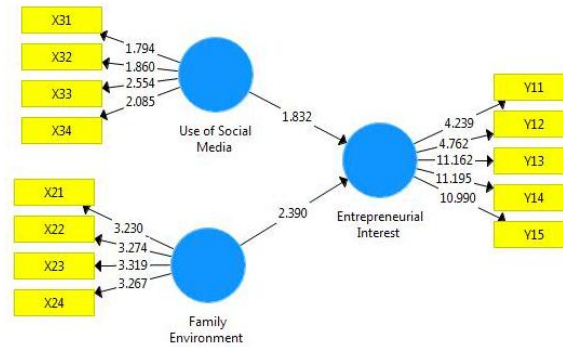 X31
X32
X33
X34
1.794
1.860
2.554
2.085
Use of Social
Media
1.832
X21
X22
X23
X24
3.230
3.274
3.319
3.267
Family
Environment
2.390
Entrepreneurial
Interest
4.239
4.762
11.162
11.195
10.990
Y11
Y12
Y13
Y14
Y15